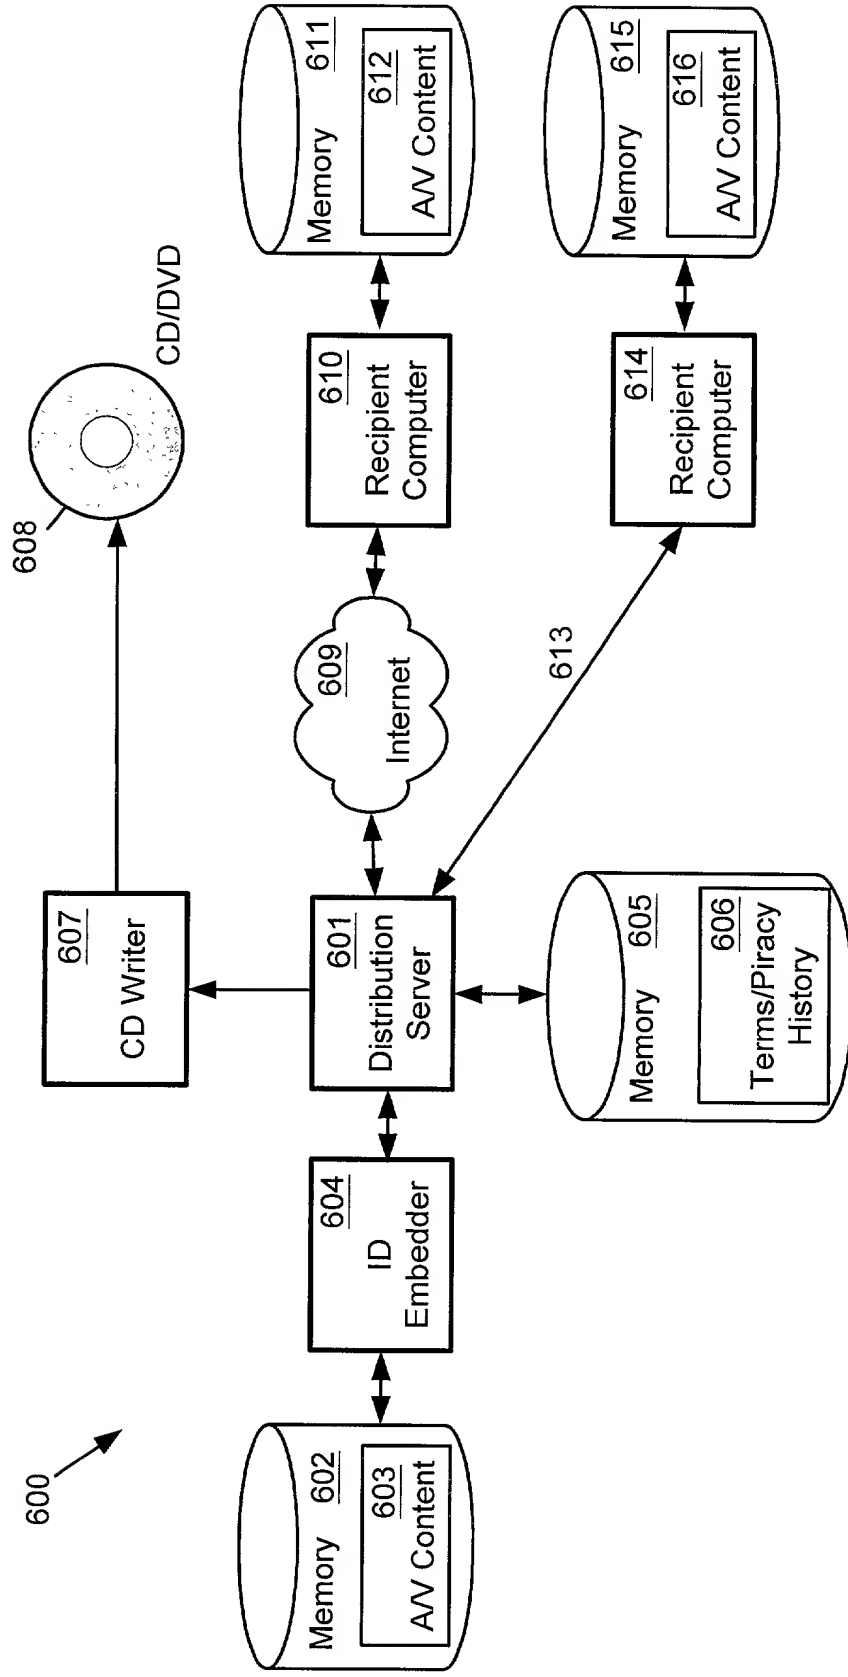 600
608
CD/DVD
607
CD Writer
Memory
602
603
A/V Content
604
ID
Embedder
601
Distribution
Server
609
Internet
610
Recipient
Computer
Memory
611
612
A/V Content
613
Memory
605
606
Terms/Piracy
History
614
Recipient
Computer
Memory
615
616
A/V Content